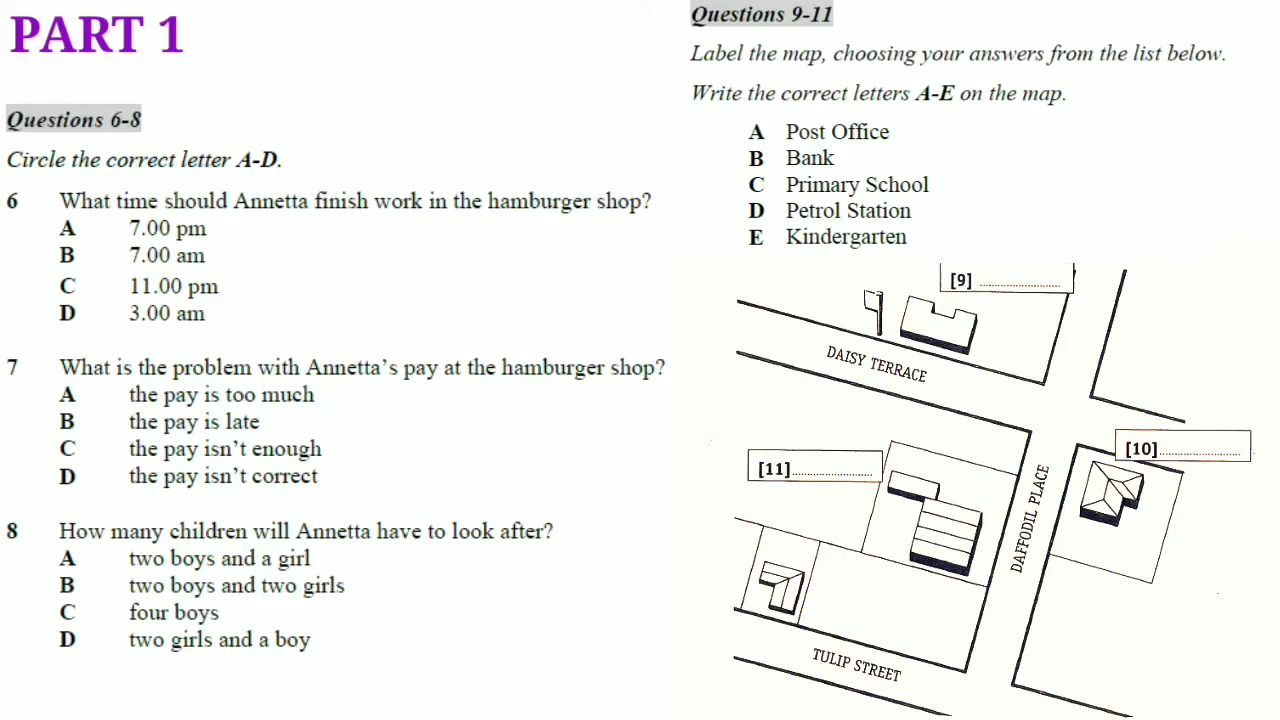 PART 1
Questions 6-8
Circle the correct letter A-D.
6 What time should Annetta finish work in the hamburger shop?
A 7.00 pm
B 7.00 am
C 11.00 pm
D 3.00 am
7 What is the problem with Annetta's pay at the hamburger shop?
A the pay is too much
B the pay is late
C the pay isn't enough
D the pay isn't correct
8 How many children will Annetta have to look after?
A two boys and a girl
B two boys and two girls
C four boys
D two girls and a boy
Questions 9-11
Label the map, choosing your answers from the list below.
Write the correct letters A-E on the map.
A Post Office
B Bank
C Primary School
D Petrol Station
E Kindergarten
[9] ........................
DAISY TERRACE
[10]........................
[11]........................
DAFFODIL PLACE
TULIP STREET